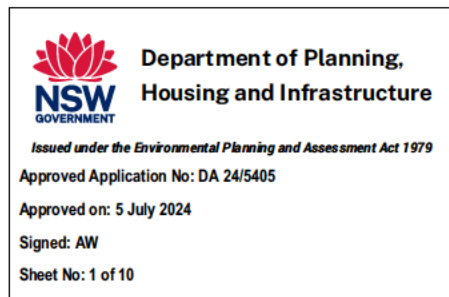 Department of Planning,
Housing and Infrastructure
NSW
GOVERNMENT
Issued under the Environmental Planning and Assessment Act 1979
Approved Application No: DA 24/5405
Approved on: 5 July 2024
Signed: AW
Sheet No: 1 of 10